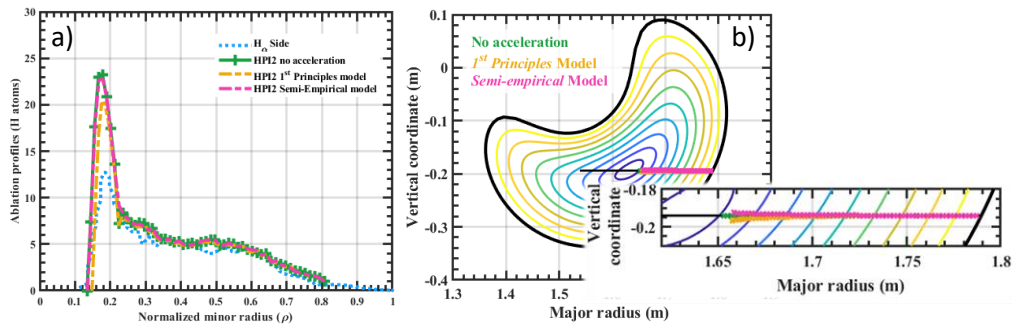 a)
Ablation profiles (H atoms)
30
25
20
15
10
5
0
H_α Side
HPI2 no acceleration
HPI2 1st Principles model
HPI2 Semi-Empirical model
0 0.1 0.2 0.3 0.4 0.5 0.6 0.7 0.8 0.9 1
Normalized minor radius (ρ)
b)
Vertical coordinate (m)
0.1
0
-0.1
-0.2
-0.3
-0.4
No acceleration
1st Principles Model
Semi-empirical Model
1.3 1.4 1.5
Major radius (m)
Vertical
coordinate
-0.18
-0.2
1.65 1.7 1.75 1.8
Major radius (m)